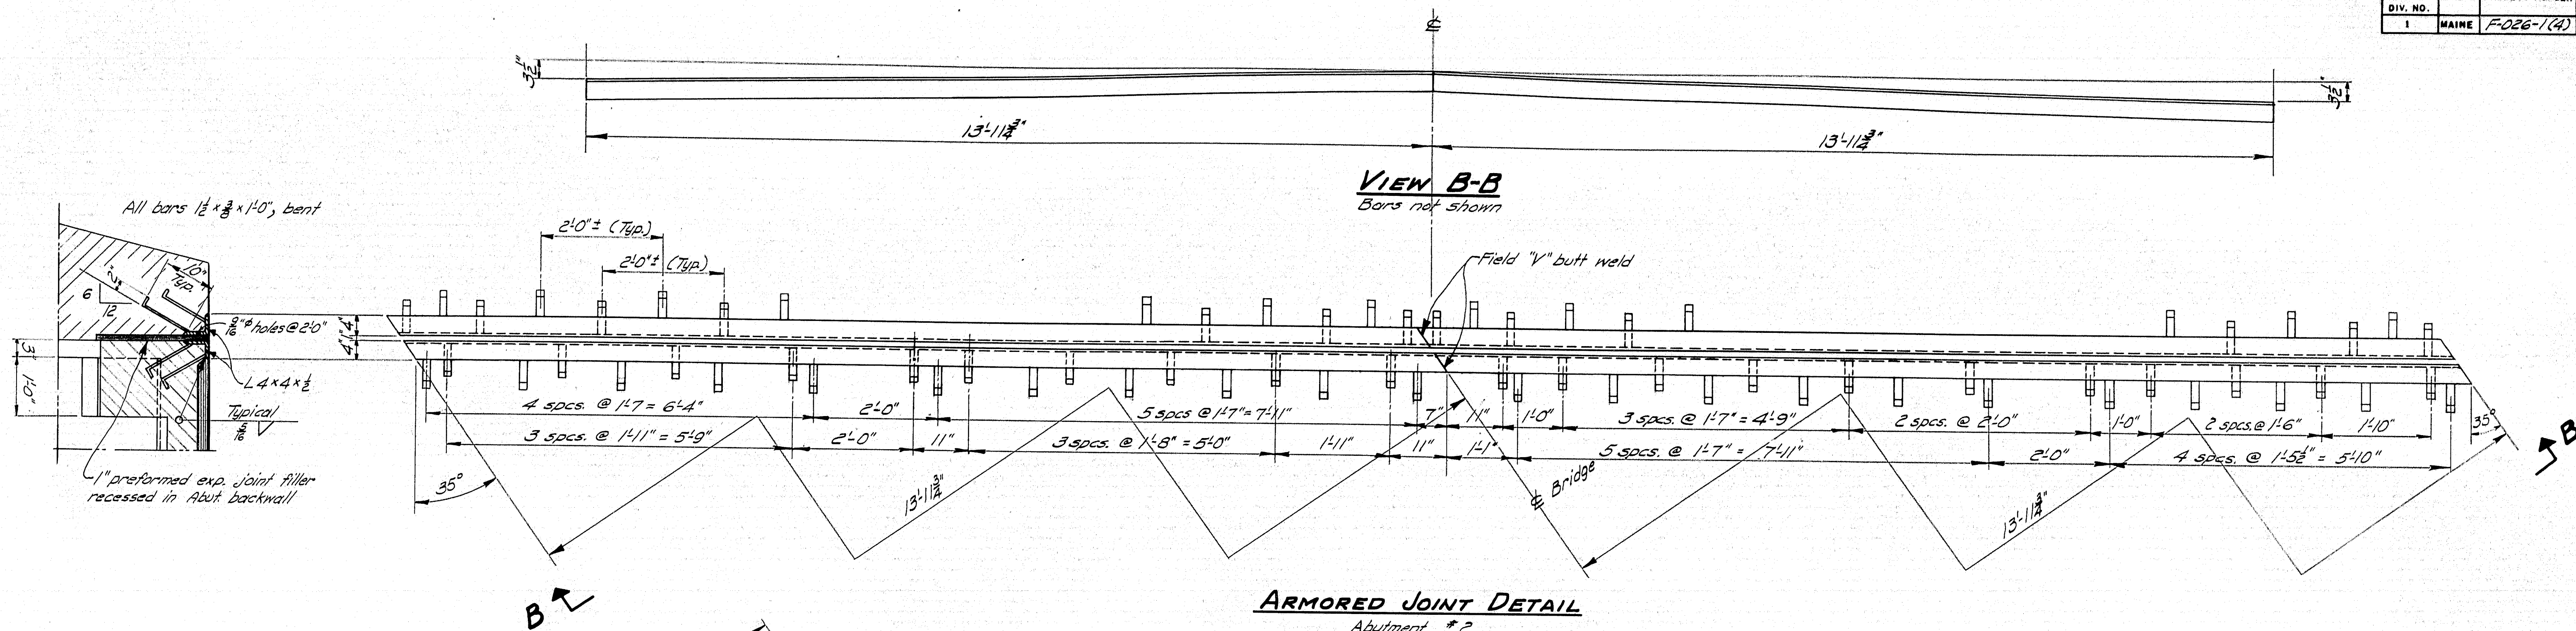 DIV. NO.
1 MAINE F-026-1(4)
℄
3½"
3½"
13'-11¾"
13'-11¾"
VIEW B-B
Bars not shown
All bars 1½ x ⅜ x 1'-0", bent
2'-0"± (Typ.)
2'-0"± (Typ.)
Field "V" butt weld
1'-0"
Typ.
2"
6
12
9/16"ø holes @ 2'-0"
4"
1"
4"
3"
1'-0"
L 4 x 4 x ½
Typical
5/16
1" preformed exp. joint filler
recessed in Abut. backwall
4 spcs. @ 1'-7 = 6'-4"
2'-0"
5 spcs @ 1'-7" = 7'-11"
7"
11"
1'-0"
3 spcs. @ 1'-7" = 4'-9"
2 spcs. @ 2'-0"
1'-0"
2 spcs. @ 1'-6"
1'-10"
3 spcs. @ 1'-11" = 5'-9"
2'-0"
11"
3 spcs. @ 1'-8" = 5'-0"
1'-11"
11"
1'-1"
5 spcs. @ 1'-7" = 7'-11"
2'-0"
4 spcs. @ 1'-5½" = 5'-10"
35°
35°
13'-11¾"
℄ Bridge
13'-11¾"
B
B
ARMORED JOINT DETAIL
Abutment #2